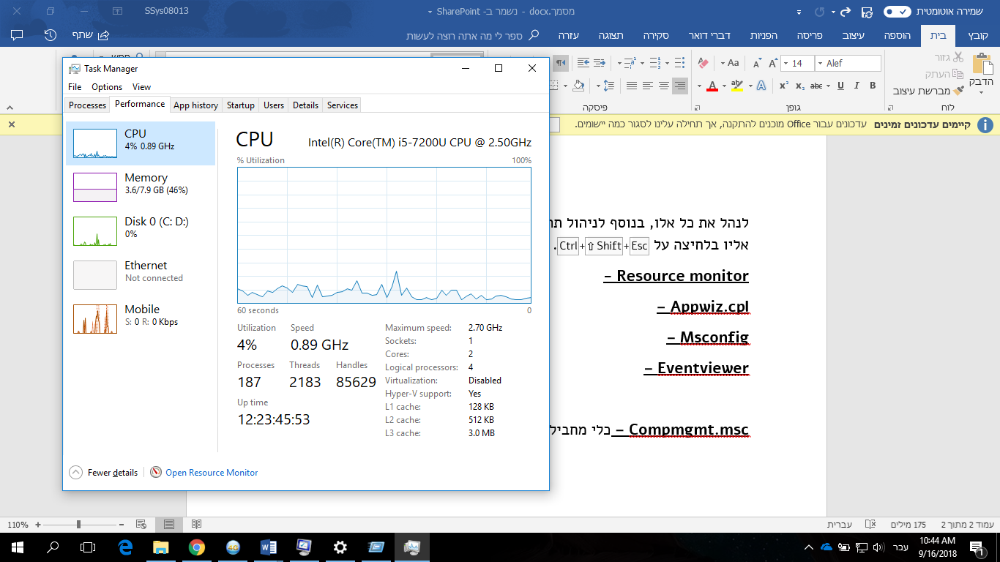 SSys08013
מסמך.docx - נשמר ב- SharePoint
שמירה אוטומטית
קובץ בית הוספה עיצוב פריסה הפניות דברי דואר סקירה תצוגה עזרה ספר לי מה אתה רוצה לעשות שתף
הדבק
גזור
העתק
מברשת עיצוב
Alef 14 Aa
B I U abc x₂ x²
לוח
גופן
פיסקה
קיימים עדכונים זמינים עדכונים עבור Office מוכנים להתקנה, אך תחילה עלינו לסגור כמה יישומים.
Task Manager
File Options View
Processes Performance App history Startup Users Details Services
CPU
4% 0.89 GHz
Memory
3.6/7.9 GB (46%)
Disk 0 (C: D:)
0%
Ethernet
Not connected
Mobile
S: 0 R: 0 Kbps
CPU Intel(R) Core(TM) i5-7200U CPU @ 2.50GHz
% Utilization 100%
60 seconds 0
Utilization Speed
4% 0.89 GHz
Processes Threads Handles
187 2183 85629
Up time
12:23:45:53
Maximum speed: 2.70 GHz
Sockets: 1
Cores: 2
Logical processors: 4
Virtualization: Disabled
Hyper-V support: Yes
L1 cache: 128 KB
L2 cache: 512 KB
L3 cache: 3.0 MB
Fewer details Open Resource Monitor
לנהל את כל אלו, בנוסף לניהול
אליו בלחיצה על Ctrl+⇧ Shift+Esc.
Resource monitor –
Appwiz.cpl –
Msconfig –
Eventviewer –
Compmgmt.msc – כלי
עמוד 2 מתוך 2 175 מילים עברית
110%
עבר
10:44 AM
9/16/2018
1